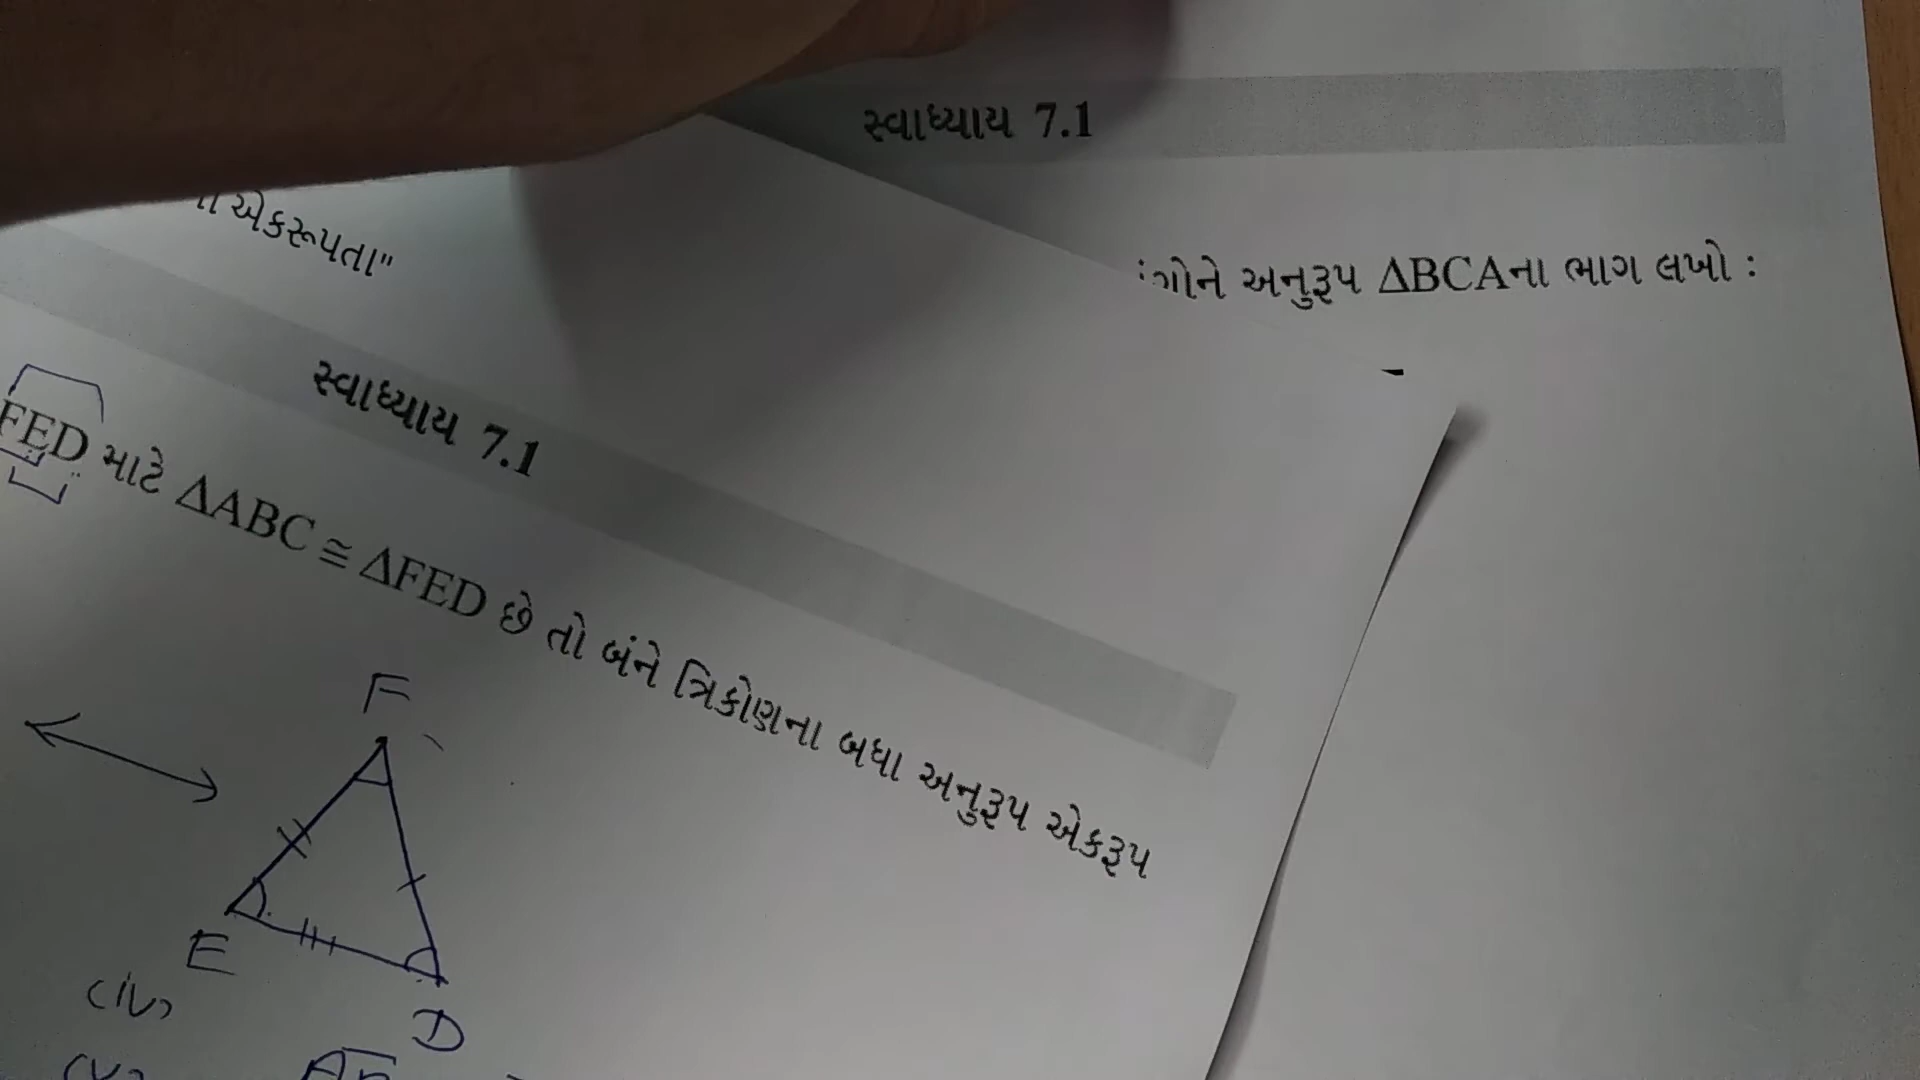 સ્વાધ્યાય 7.1
અનુરૂપ ΔBCAના ભાગ લખો :
એકરૂપતા"
સ્વાધ્યાય 7.1
FED માટે ΔABC ≅ ΔFED છે તો બંને ત્રિકોણના બધા અનુરૂપ એકરૂપ
F
E
D
(iv)